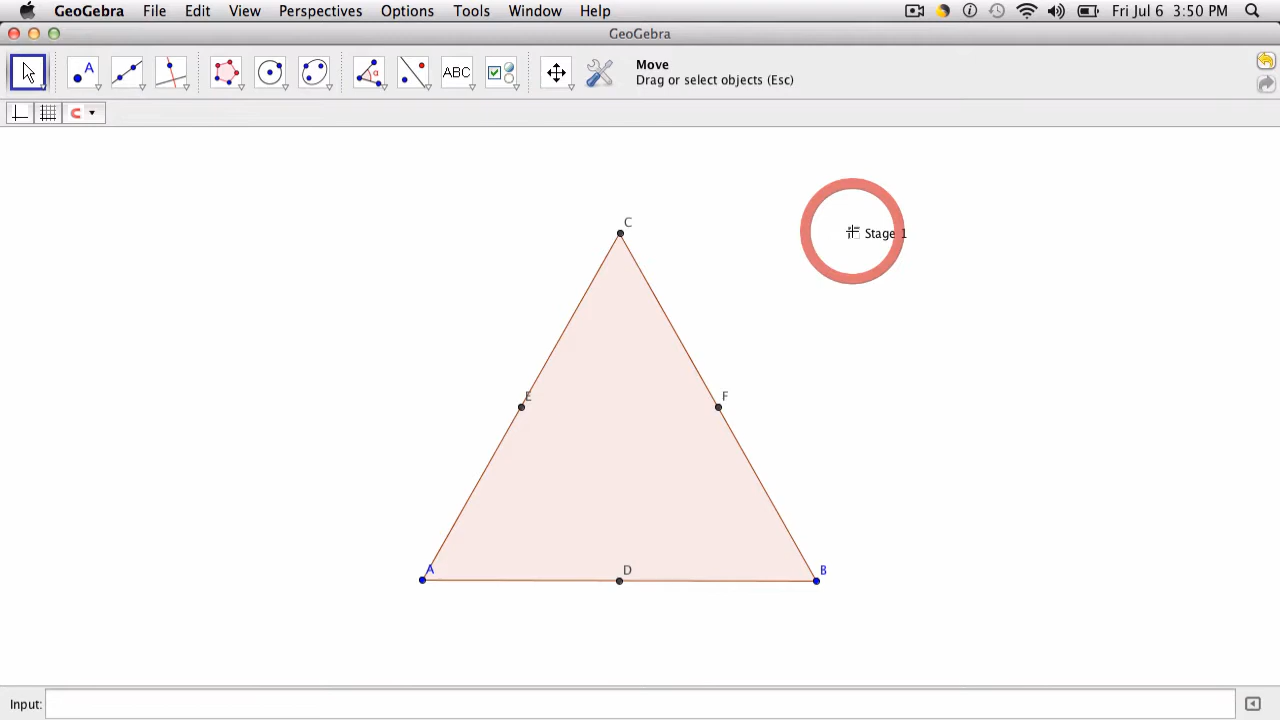 GeoGebra File Edit View Perspectives Options Tools Window Help Fri Jul 6 3:50 PM
GeoGebra
A
α
ABC
Move
Drag or select objects (Esc)
C
Stage 1
E
F
A
D
B
Input: